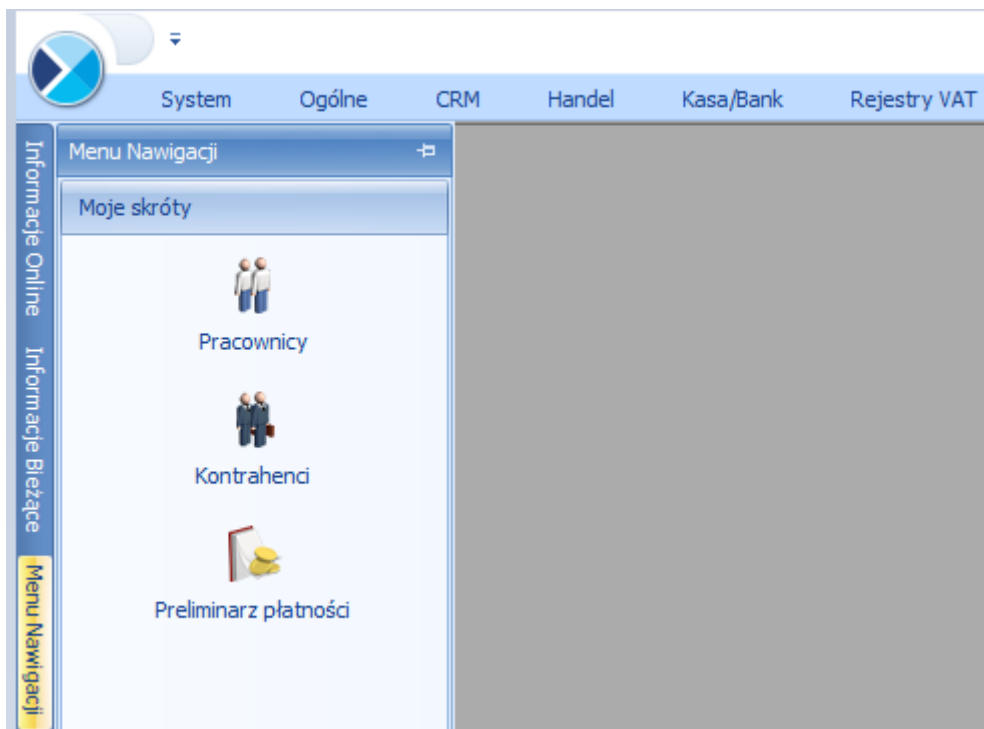 System Ogólne CRM Handel Kasa/Bank Rejestry VAT
Informacje Online
Informacje Bieżące
Menu Nawigacji
Menu Nawigacji
Moje skróty
Pracownicy
Kontrahenci
Preliminarz płatności